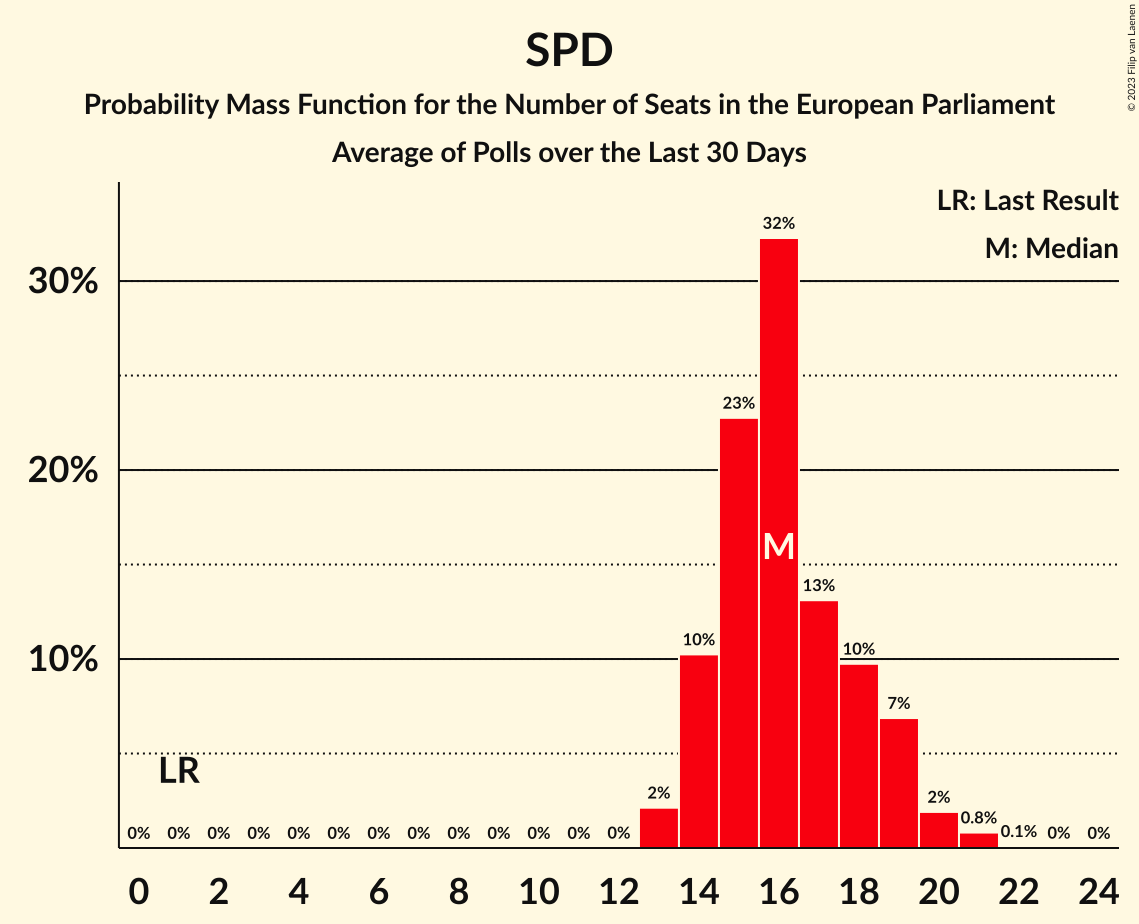 SPD
Probability Mass Function for the Number of Seats in the European Parliament
Average of Polls over the Last 30 Days
© 2023 Filip van Laenen
LR: Last Result
M: Median
30%
20%
10%
32%
23%
M
13%
10%
10%
7%
LR
2%
2%
0.8%
0% 0% 0% 0% 0% 0% 0% 0% 0% 0% 0% 0% 0% 0.1% 0% 0%
0 2 4 6 8 10 12 14 16 18 20 22 24